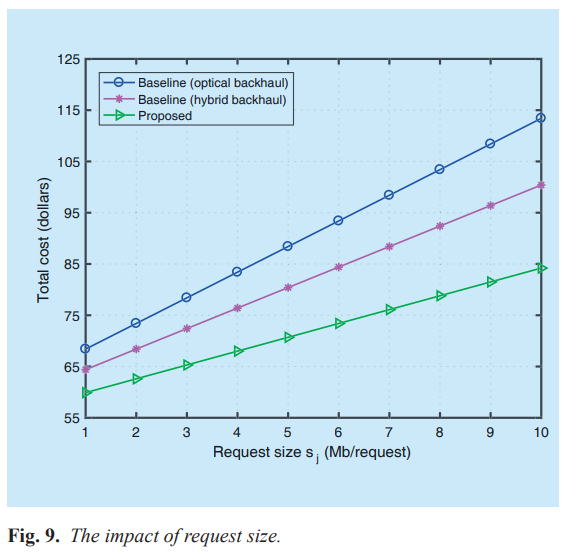 125
115
105
95
85
75
65
55
Total cost (dollars)
Baseline (optical backhaul)
Baseline (hybrid backhaul)
Proposed
1 2 3 4 5 6 7 8 9 10
Request size s j (Mb/request)
Fig. 9. The impact of request size.